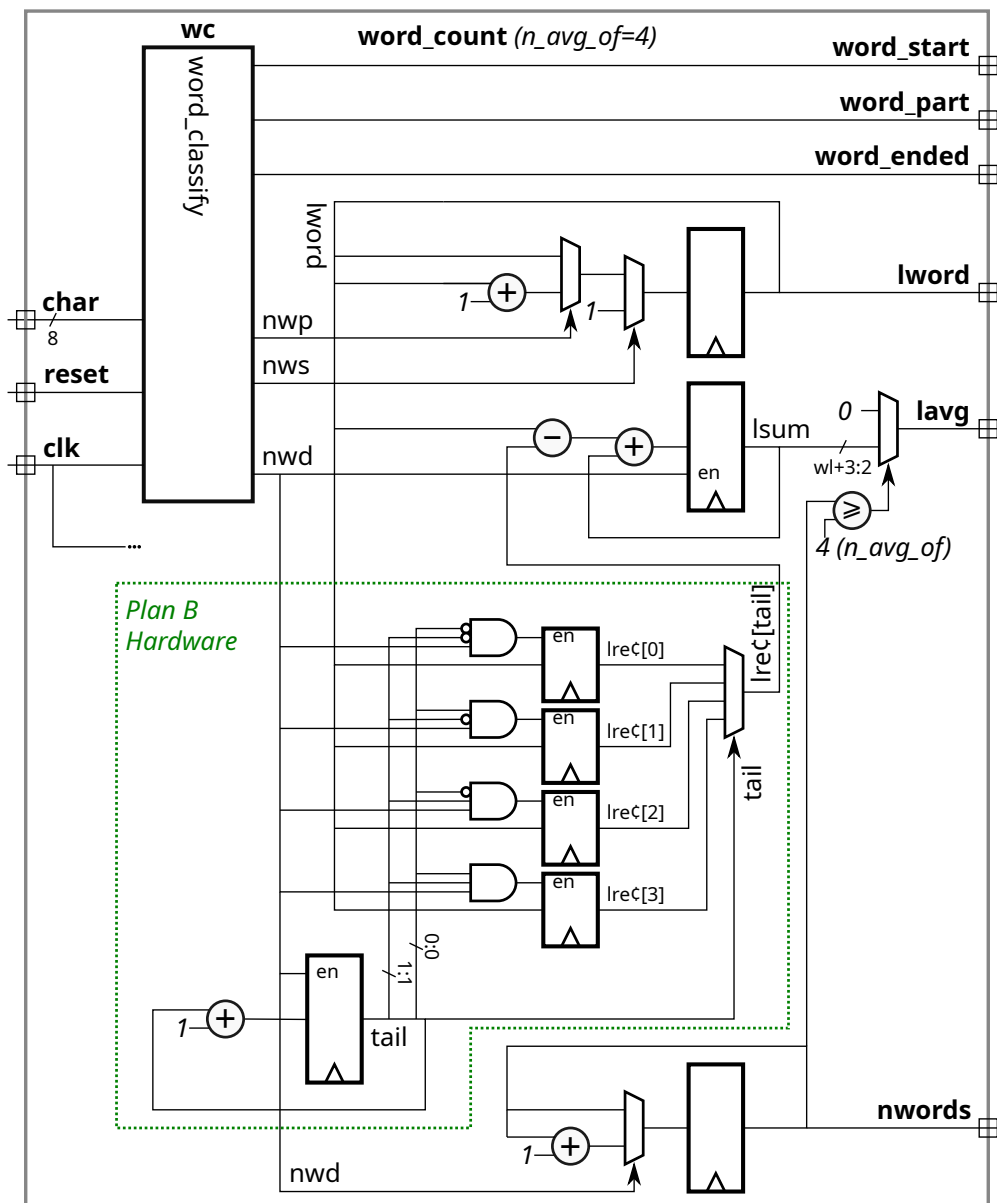 wc
word_count (n_avg_of=4)
word_start
word_classify
word_part
word_ended
lword
lword
1
1
char
8
nwp
reset
nws
clk
nwd
...
−
+
+
en
lsum
0
wl+3:2
lavg
⩾
4 (n_avg_of)
Plan B
Hardware
en
lre¢[0]
lre¢[tail]
en
lre¢[1]
tail
en
lre¢[2]
en
lre¢[3]
0:0
1:1
en
1
+
tail
nwords
1
+
nwd